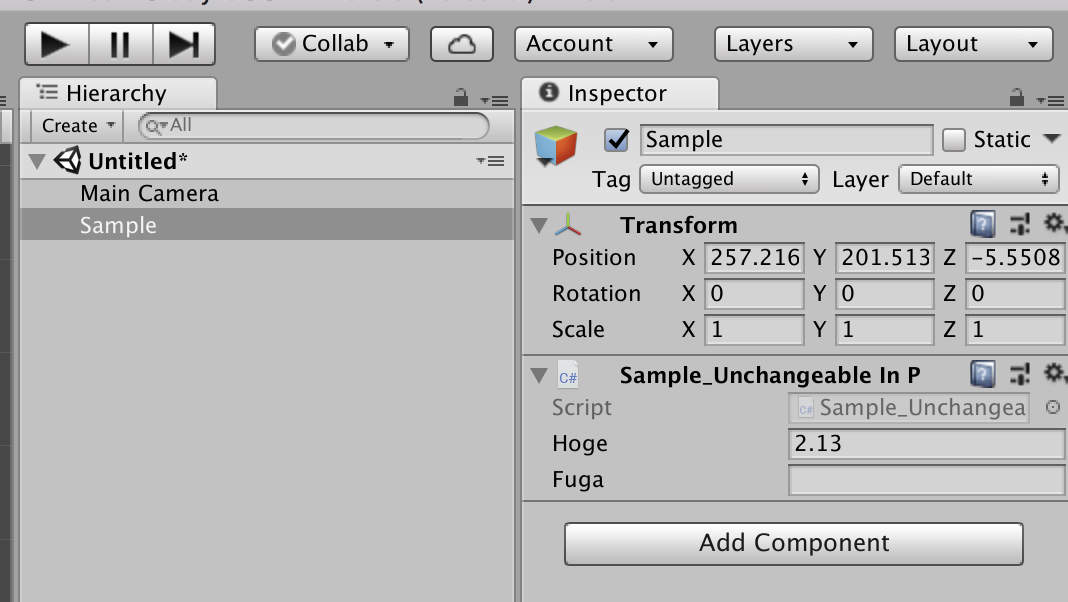 Collab
Account
Layers
Layout
Hierarchy
Create
All
Untitled*
Main Camera
Sample
Inspector
Sample
Static
Tag Untagged Layer Default
Transform
Position X 257.216 Y 201.513 Z -5.5508
Rotation X 0 Y 0 Z 0
Scale X 1 Y 1 Z 1
C# Sample_Unchangeable In P
Script C# Sample_Unchangea
Hoge 2.13
Fuga
Add Component